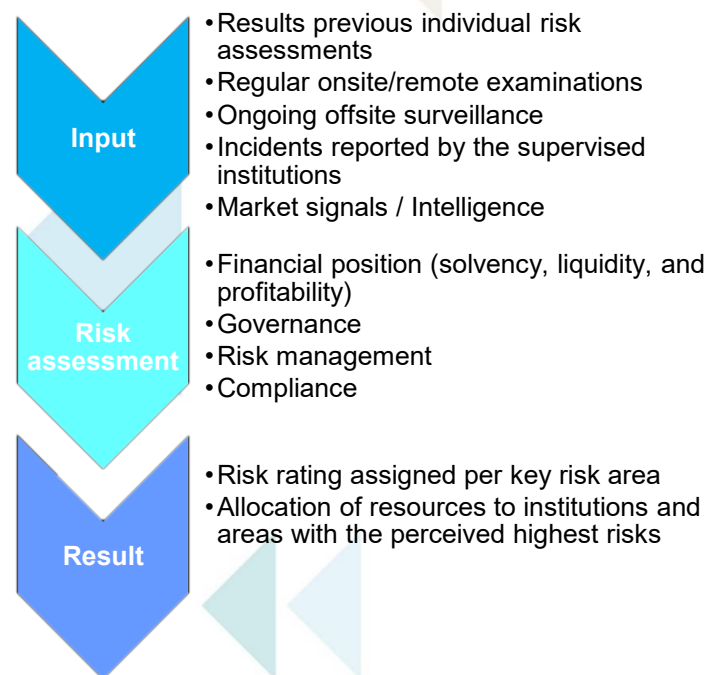 Input
•Results previous individual risk
assessments
•Regular onsite/remote examinations
•Ongoing offsite surveillance
•Incidents reported by the supervised
institutions
•Market signals / Intelligence
Risk
assessment
•Financial position (solvency, liquidity, and
profitability)
•Governance
•Risk management
•Compliance
Result
•Risk rating assigned per key risk area
•Allocation of resources to institutions and
areas with the perceived highest risks